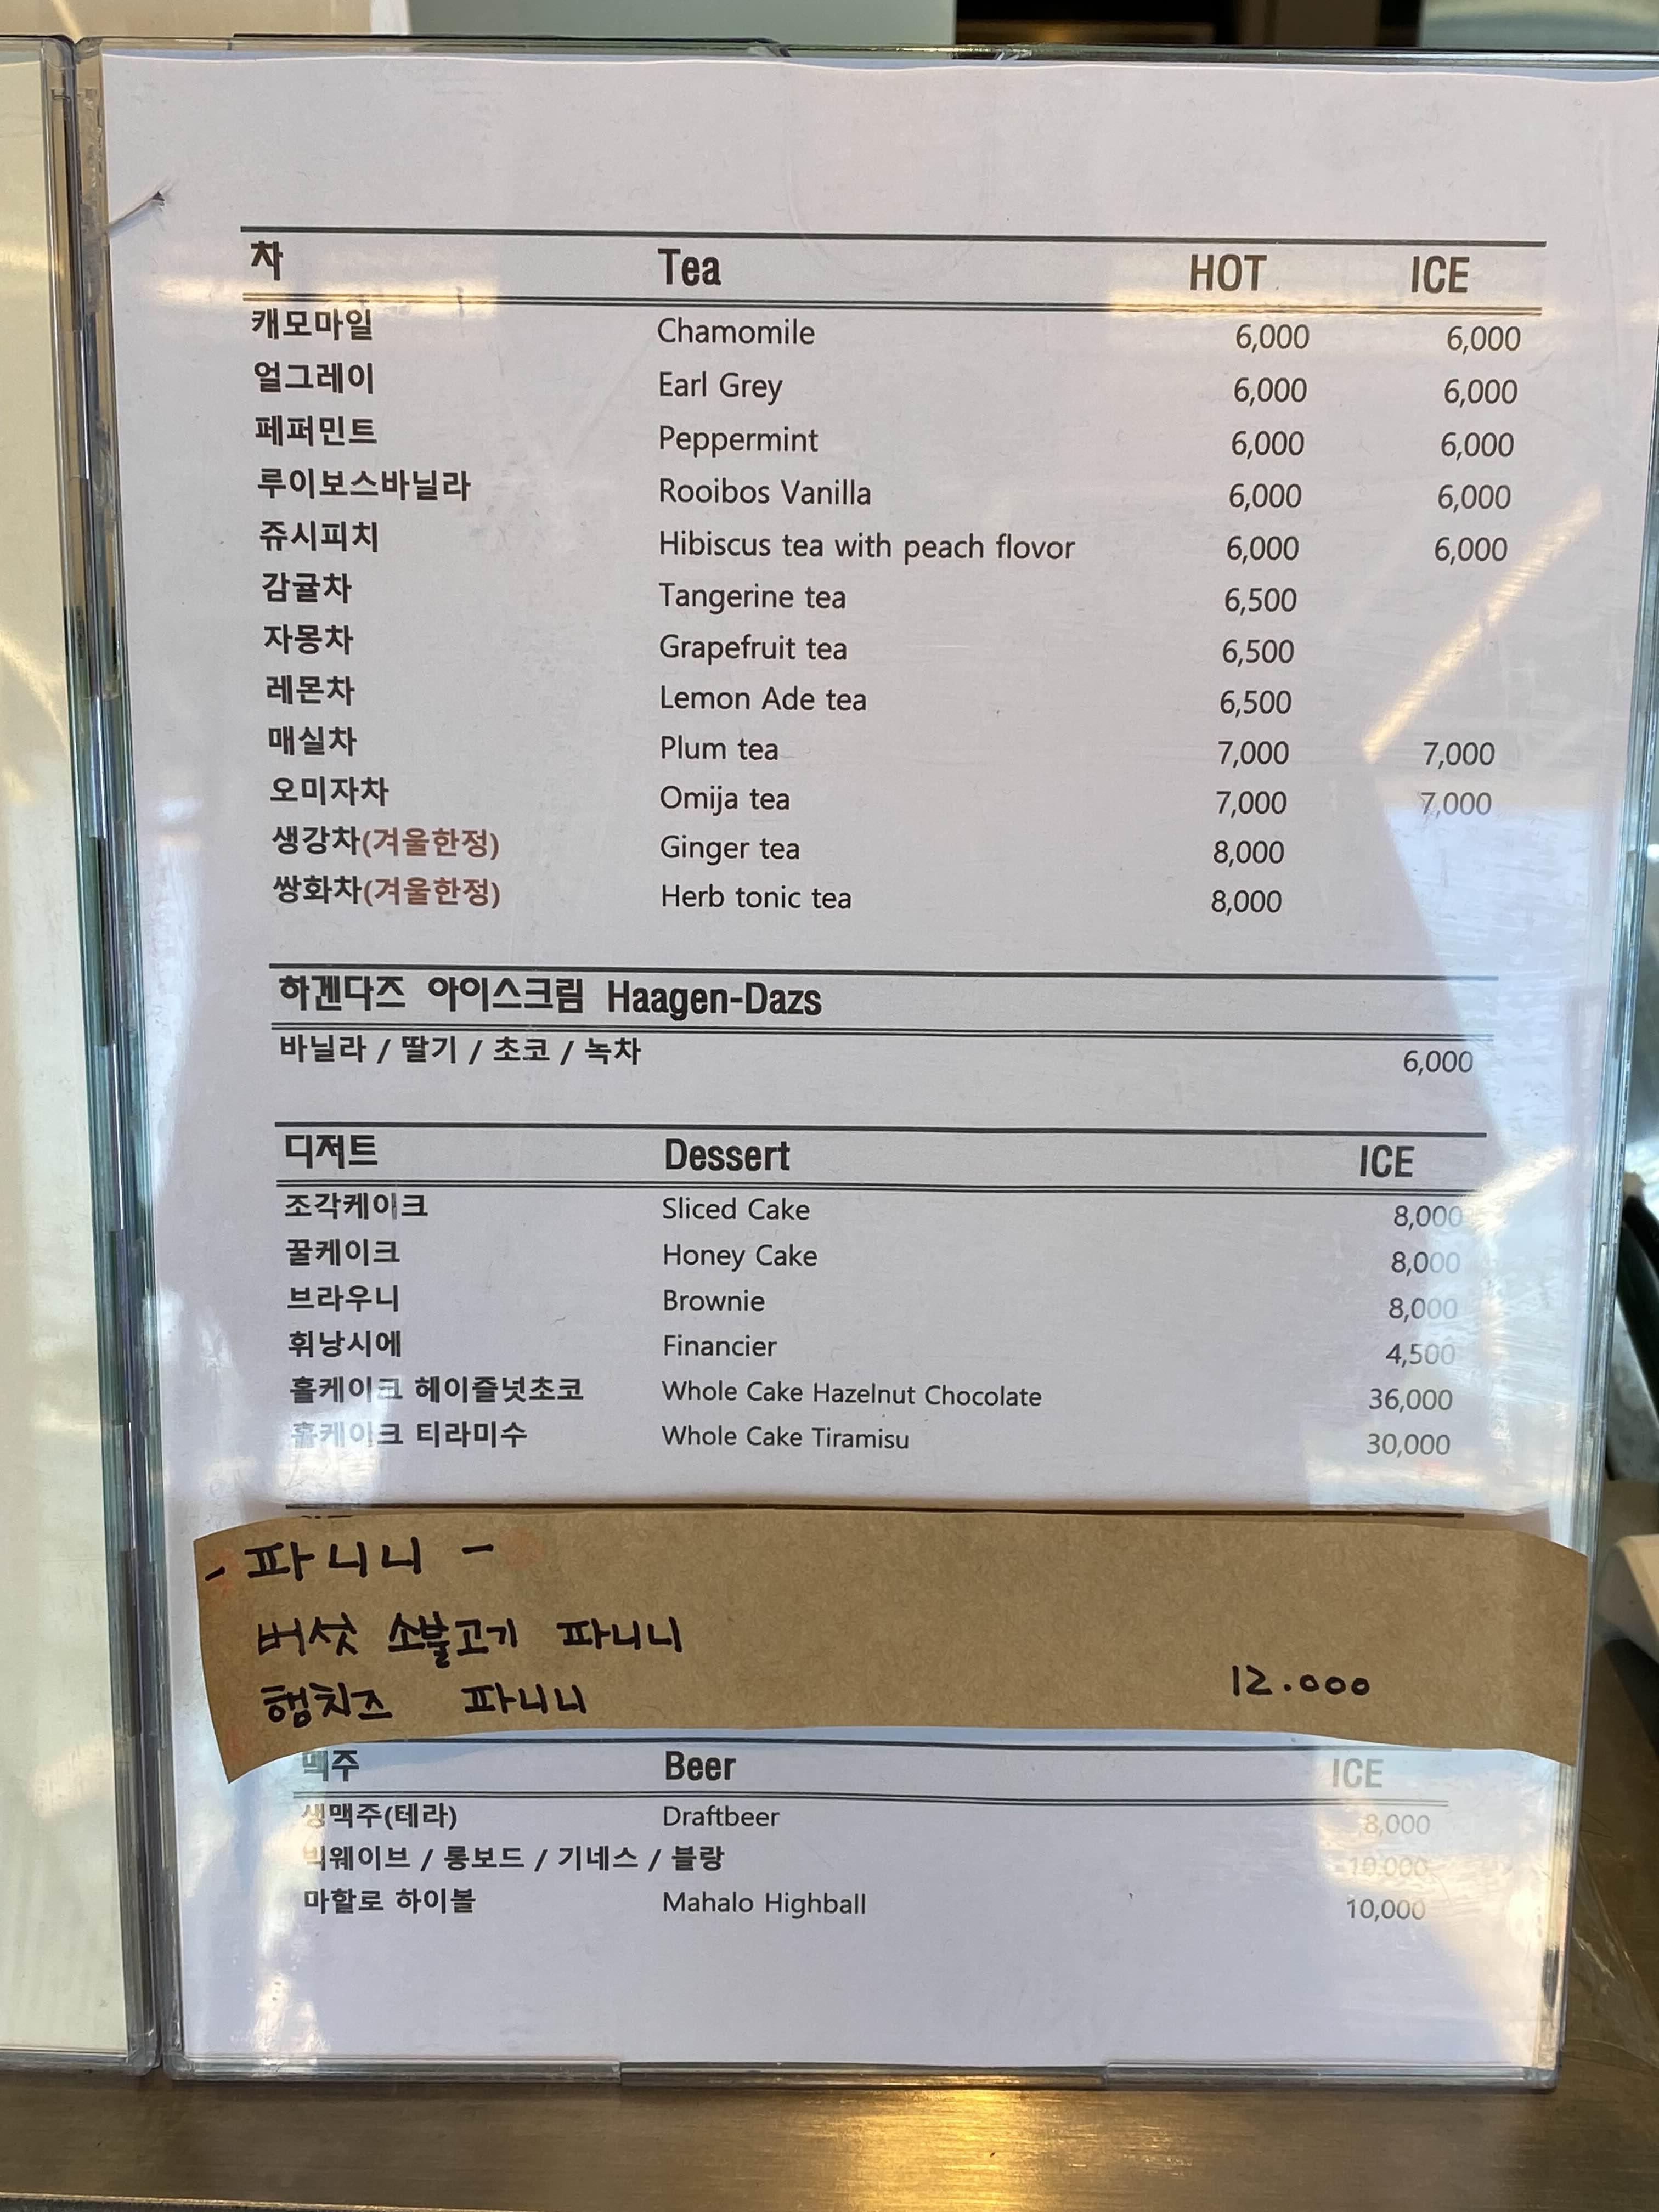 차 Tea HOT ICE
캐모마일 Chamomile 6,000 6,000
얼그레이 Earl Grey 6,000 6,000
페퍼민트 Peppermint 6,000 6,000
루이보스바닐라 Rooibos Vanilla 6,000 6,000
쥬시피치 Hibiscus tea with peach flovor 6,000 6,000
감귤차 Tangerine tea 6,500
자몽차 Grapefruit tea 6,500
레몬차 Lemon Ade tea 6,500
매실차 Plum tea 7,000 7,000
오미자차 Omija tea 7,000 7,000
생강차(겨울한정) Ginger tea 8,000
쌍화차(겨울한정) Herb tonic tea 8,000
하겐다즈 아이스크림 Haagen-Dazs
바닐라 / 딸기 / 초코 / 녹차 6,000
디저트 Dessert ICE
조각케이크 Sliced Cake 8,000
꿀케이크 Honey Cake 8,000
브라우니 Brownie 8,000
휘낭시에 Financier 4,500
홀케이크 헤이즐넛초코 Whole Cake Hazelnut Chocolate 36,000
홀케이크 티라미수 Whole Cake Tiramisu 30,000
- 파니니 -
버섯 소불고기 파니니
햄치즈 파니니 12.000
맥주 Beer ICE
생맥주(테라) Draftbeer 8,000
빅웨이브 / 롱보드 / 기네스 / 블랑 10,000
마할로 하이볼 Mahalo Highball 10,000